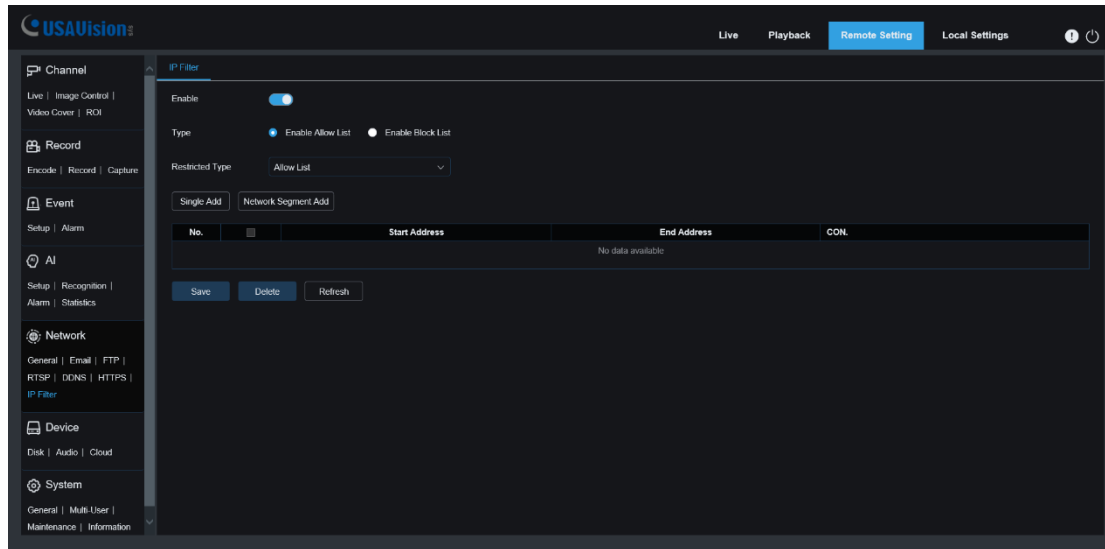 USAVision
Live Playback Remote Setting Local Settings
Channel
Live | Image Control |
Video Cover | ROI
Record
Encode | Record | Capture
Event
Setup | Alarm
AI
Setup | Recognition |
Alarm | Statistics
Network
General | Email | FTP |
RTSP | DDNS | HTTPS |
IP Filter
Device
Disk | Audio | Cloud
System
General | Multi-User |
Maintenance | Information
IP Filter
Enable
Type Enable Allow List Enable Block List
Restricted Type Allow List
Single Add Network Segment Add
No. Start Address End Address CON.
No data available
Save Delete Refresh